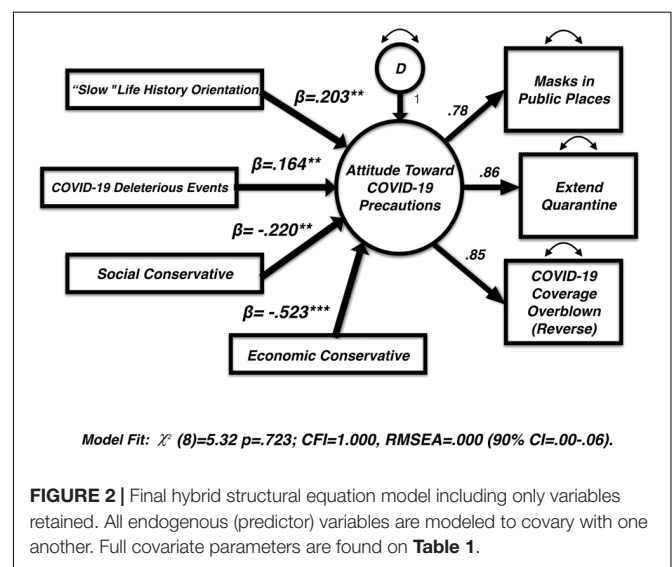 D
1
“Slow "Life History Orientation
β=.203**
.78
Masks in
Public Places
COVID-19 Deleterious Events
β=.164**
Attitude Toward
COVID-19
Precautions
.86
Extend
Quarantine
β= -.220**
Social Conservative
.85
COVID-19
Coverage
Overblown
(Reverse)
β= -.523***
Economic Conservative
Model Fit: χ² (8)=5.32 p=.723; CFI=1.000, RMSEA=.000 (90% CI=.00-.06).
FIGURE 2 | Final hybrid structural equation model including only variables
retained. All endogenous (predictor) variables are modeled to covary with one
another. Full covariate parameters are found on Table 1.